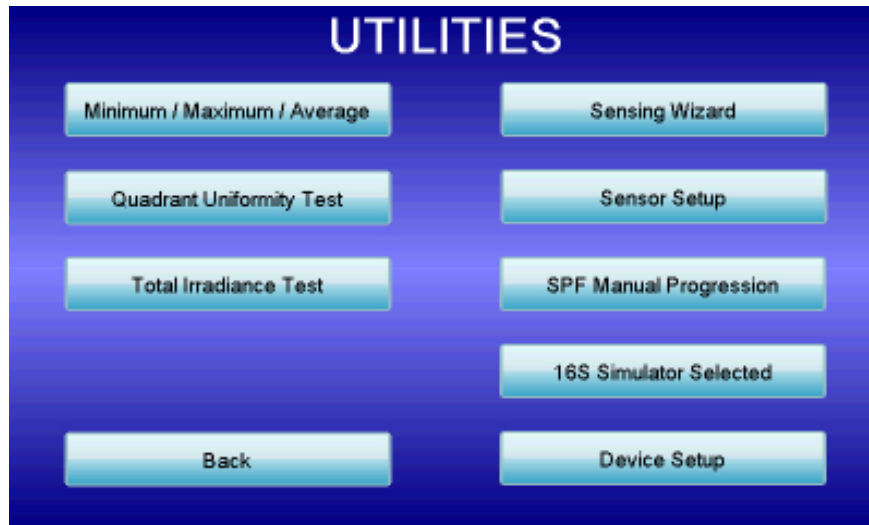 UTILITIES
Minimum / Maximum / Average
Sensing Wizard
Quadrant Uniformity Test
Sensor Setup
Total Irradiance Test
SPF Manual Progression
16S Simulator Selected
Back
Device Setup